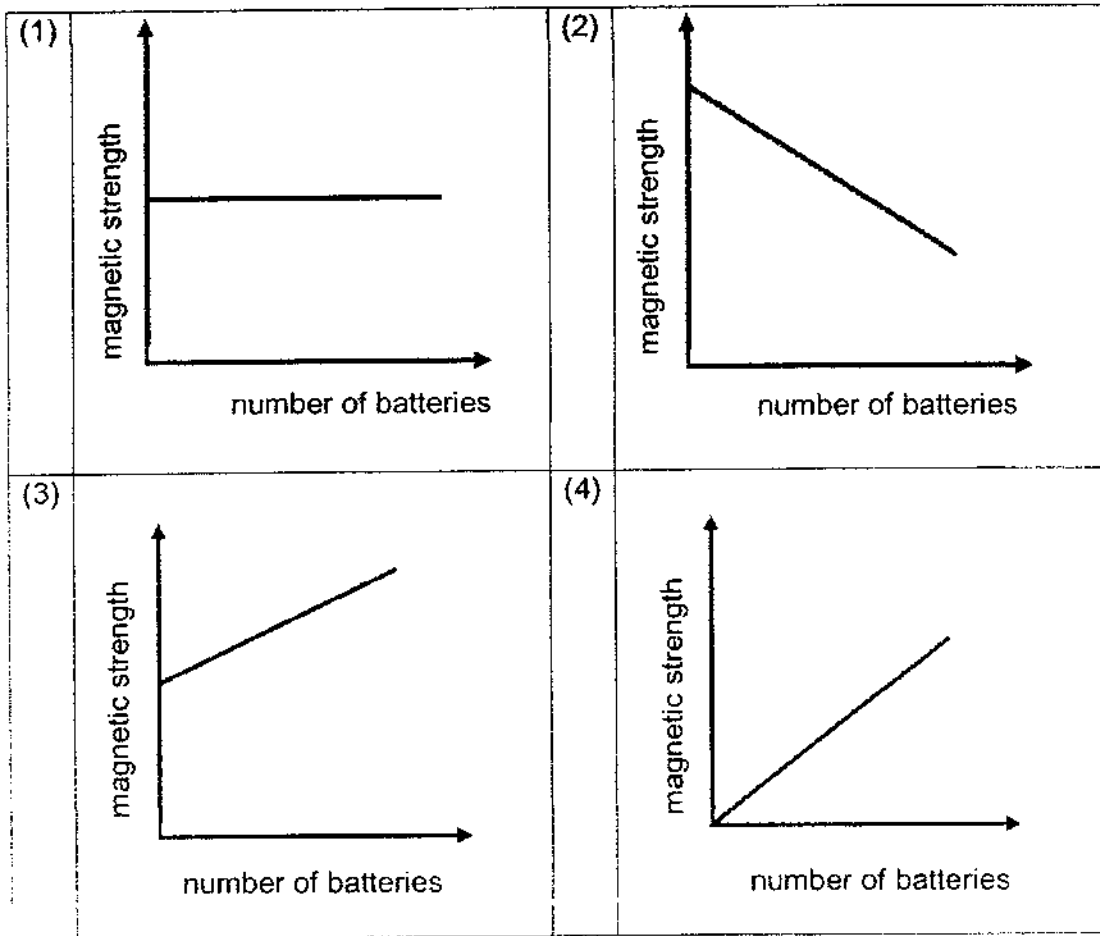 (1)
magnetic strength
number of batteries
(2)
magnetic strength
number of batteries
(3)
magnetic strength
number of batteries
(4)
magnetic strength
number of batteries